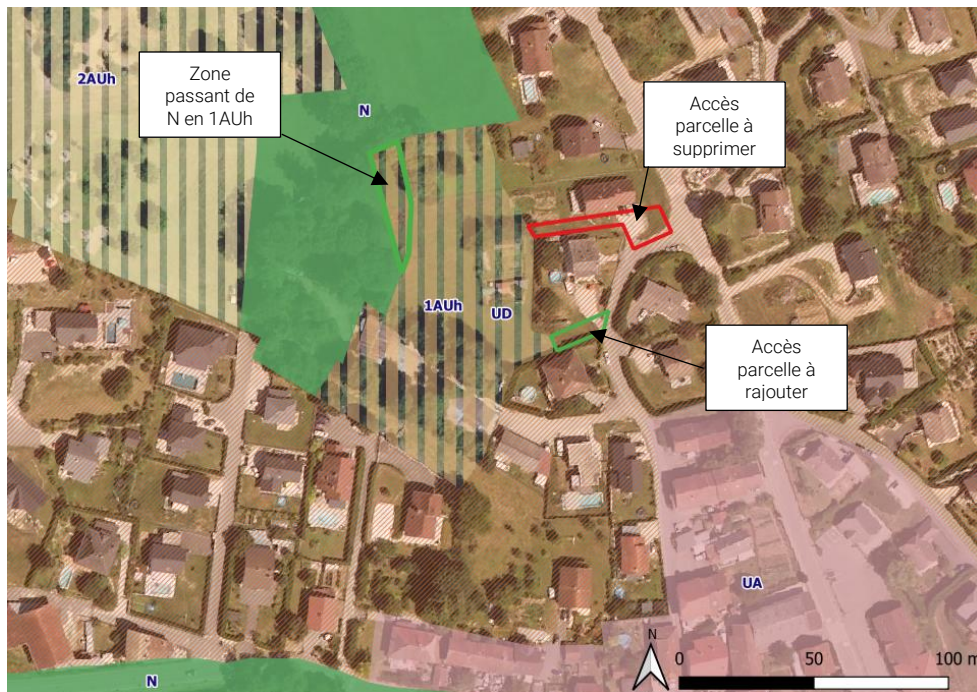 2AUh
Zone
passant de
N en 1AUh
N
Accès
parcelle à
supprimer
1AUh
UD
Accès
parcelle à
rajouter
UA
N
N
0
50
100 m